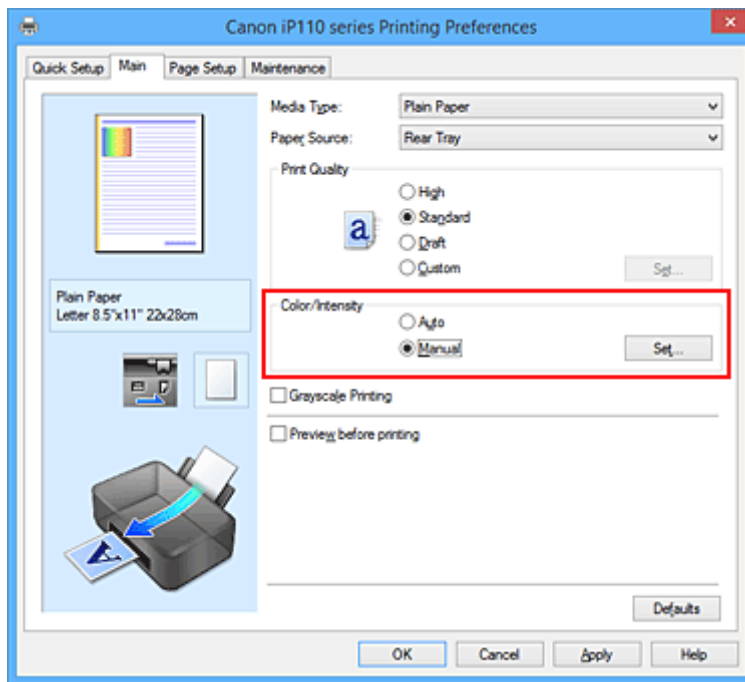 Canon iP110 series Printing Preferences
Quick Setup Main Page Setup Maintenance
Media Type: Plain Paper
Paper Source: Rear Tray
Print Quality
High
a Standard
Draft
Custom Set...
Plain Paper
Letter 8.5"x11" 22x28cm
Color/Intensity
Auto
Manual Set...
Grayscale Printing
Preview before printing
A
Defaults
OK Cancel Apply Help